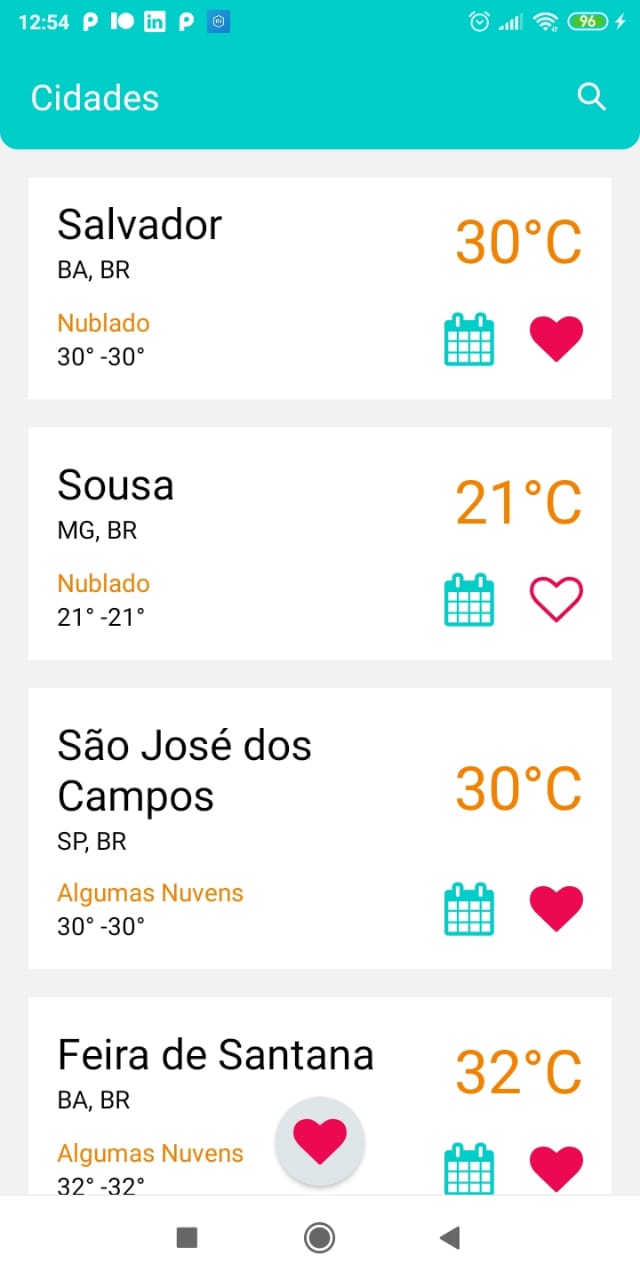 12:54
96
Cidades
Salvador
30°C
BA, BR
Nublado
30° -30°
Sousa
21°C
MG, BR
Nublado
21° -21°
São José dos
Campos
30°C
SP, BR
Algumas Nuvens
30° -30°
Feira de Santana
32°C
BA, BR
Algumas Nuvens
32° -32°